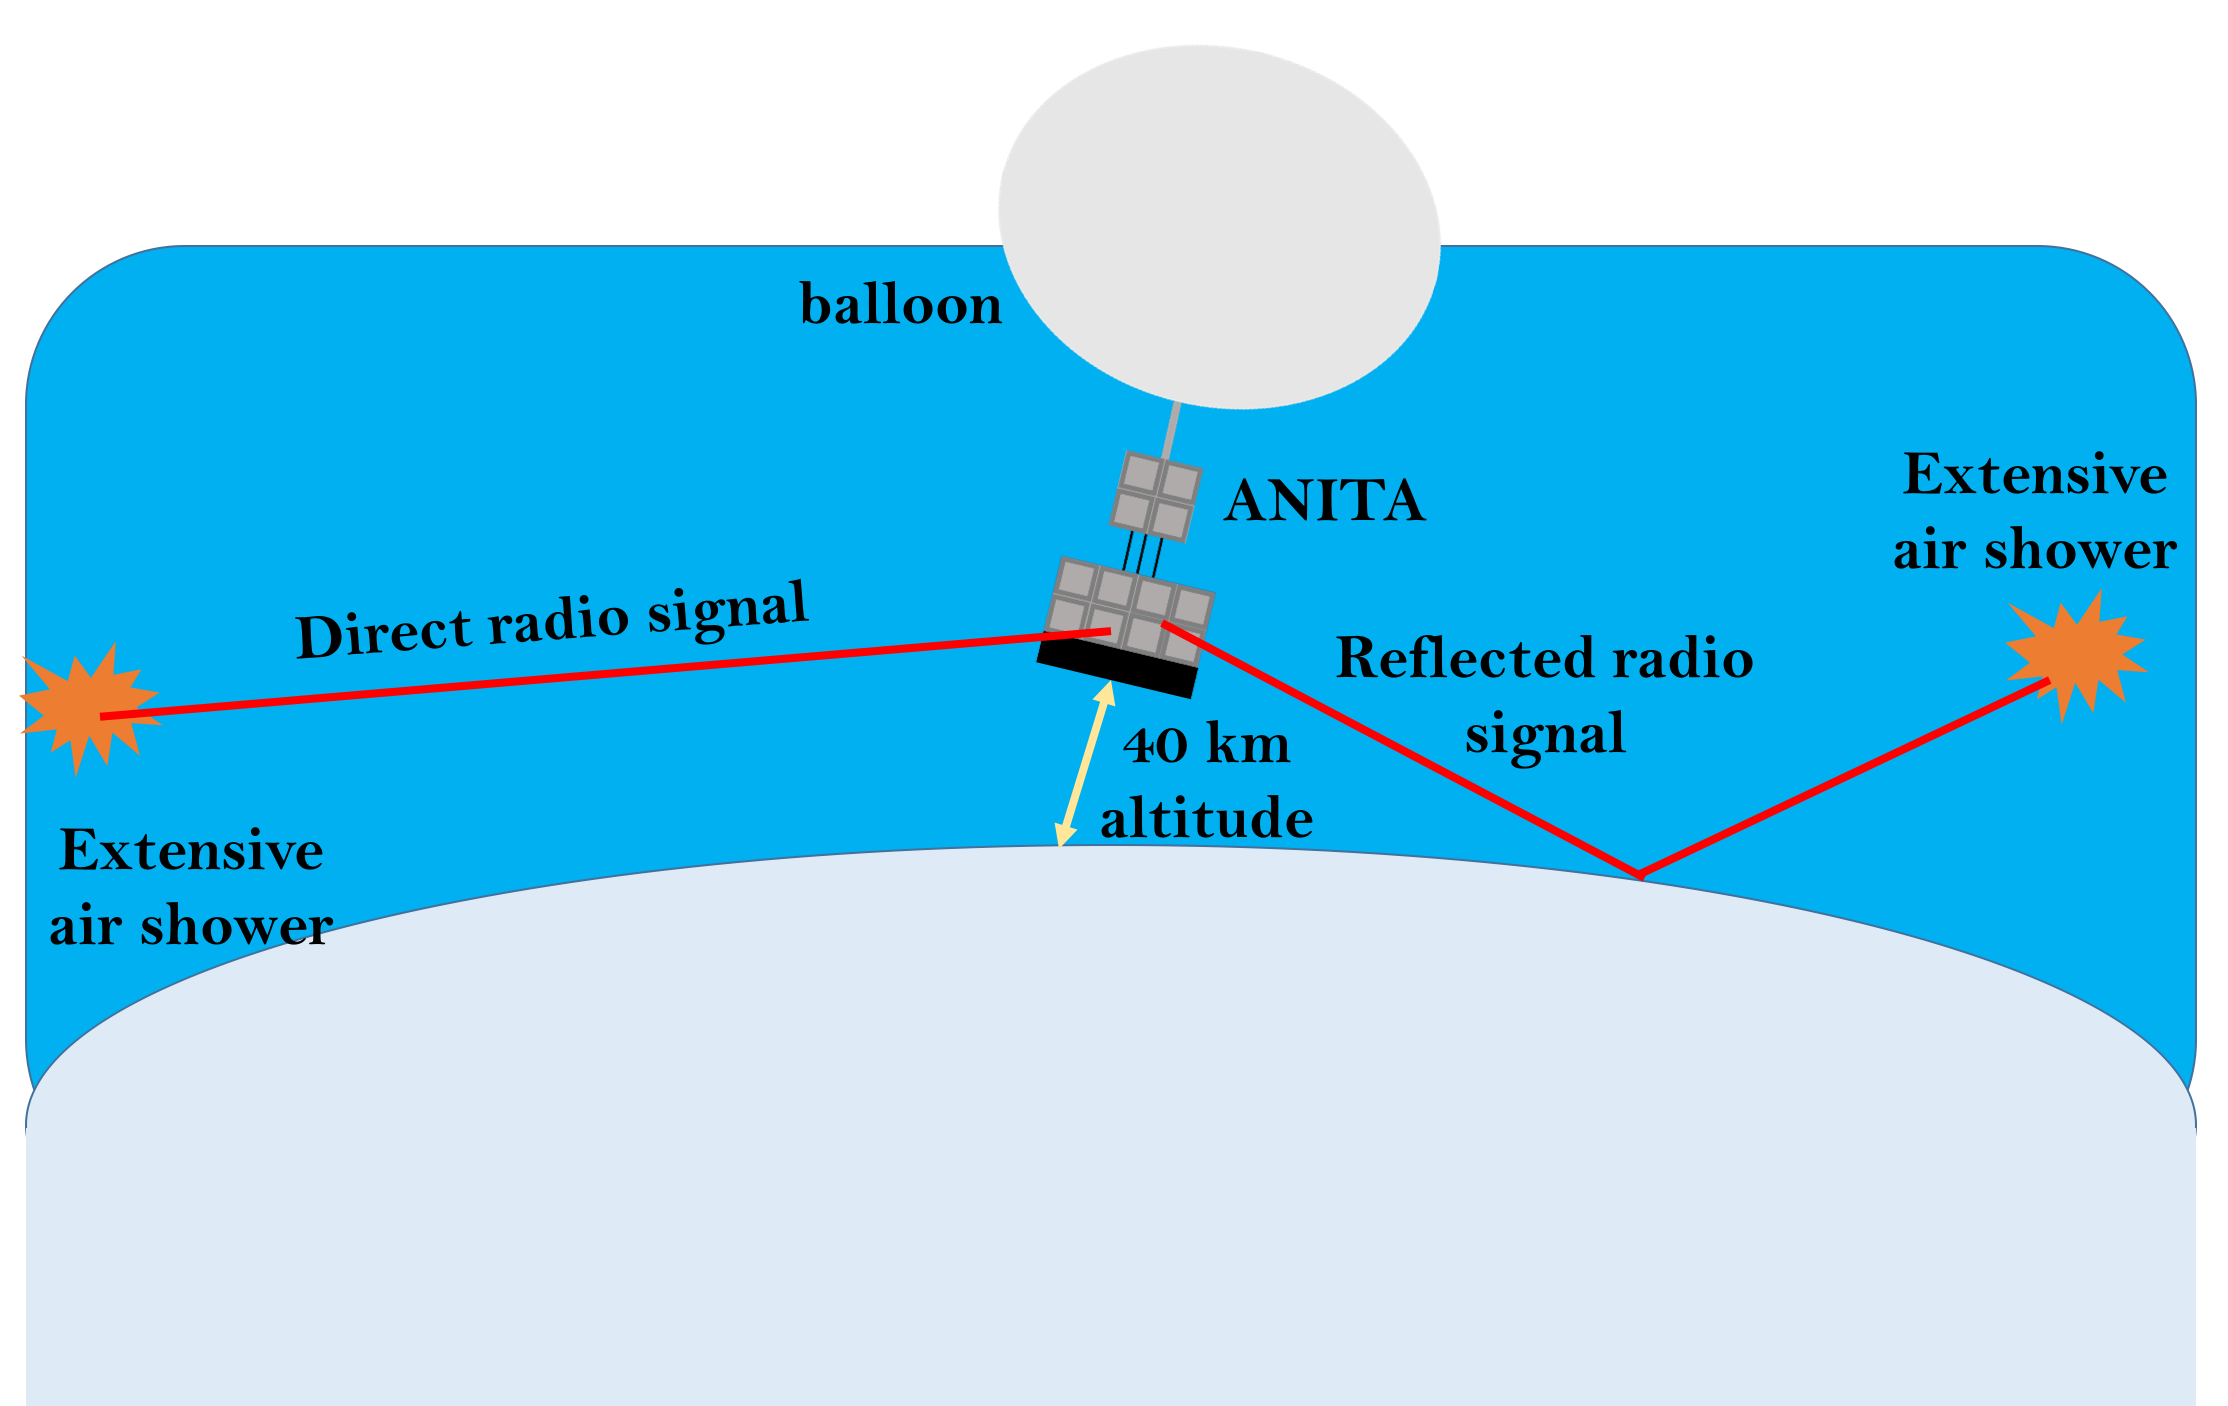 balloon
ANITA
Extensive
air shower
Direct radio signal
Reflected radio
signal
40 km
altitude
Extensive
air shower